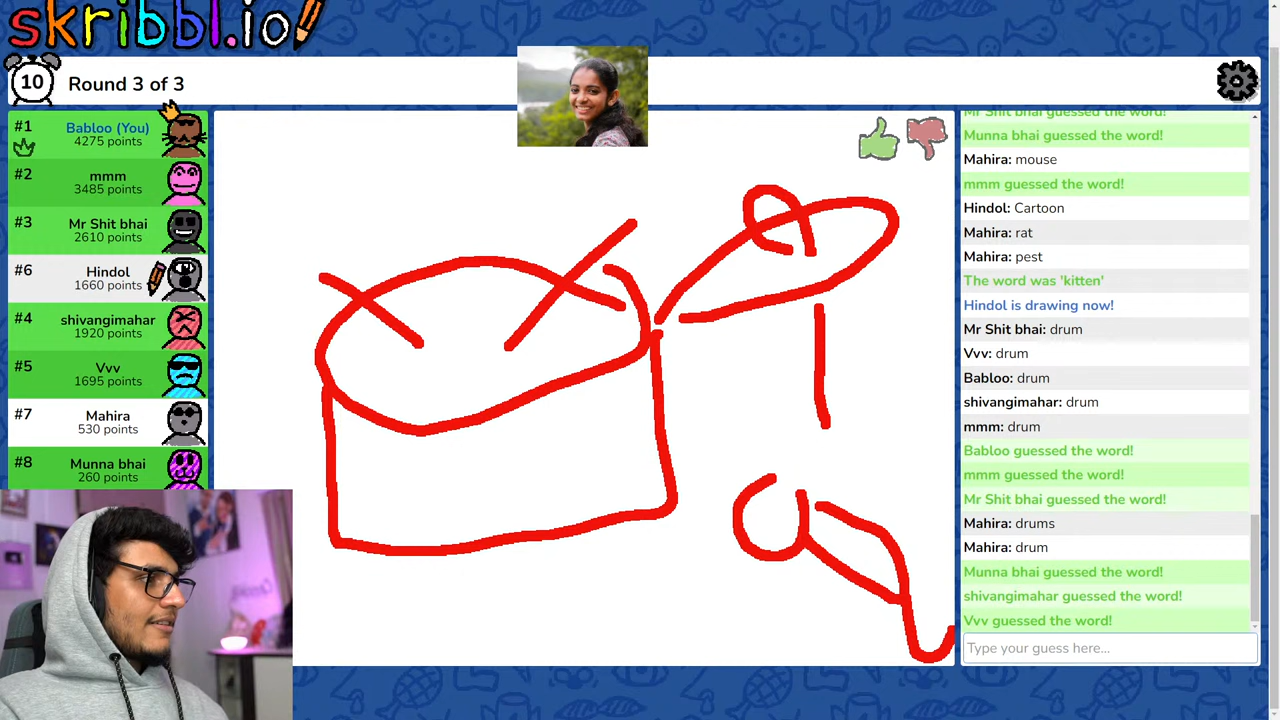 skribbl.io
10
Round 3 of 3
#1
Babloo (You)
4275 points
#2
mmm
3485 points
#3
Mr Shit bhai
2610 points
#6
Hindol
1660 points
#4
shivangimahar
1920 points
#5
Vvv
1695 points
#7
Mahira
530 points
#8
Munna bhai
260 points
Mr Shit bhai guessed the word!
Munna bhai guessed the word!
Mahira: mouse
mmm guessed the word!
Hindol: Cartoon
Mahira: rat
Mahira: pest
The word was 'kitten'
Hindol is drawing now!
Mr Shit bhai: drum
Vvv: drum
Babloo: drum
shivangimahar: drum
mmm: drum
Babloo guessed the word!
mmm guessed the word!
Mr Shit bhai guessed the word!
Mahira: drums
Mahira: drum
Munna bhai guessed the word!
shivangimahar guessed the word!
Vvv guessed the word!
Type your guess here...